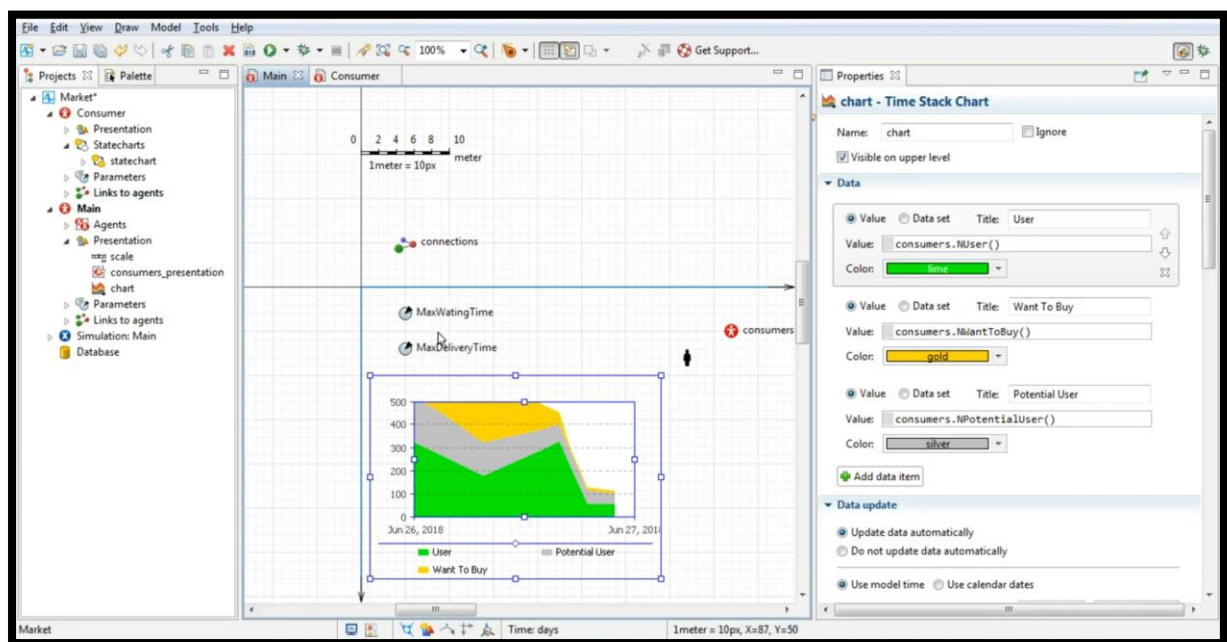 File Edit View Draw Model Tools Help
100% Get Support...
Projects Palette
Market*
Consumer
Presentation
Statecharts
statechart
Parameters
Links to agents
Main
Agents
Presentation
scale
consumers_presentation
chart
Parameters
Links to agents
Simulation: Main
Database
Main Consumer
0 2 4 6 8 10
meter
1meter = 10px
connections
MaxWatingTime
MaxDeliveryTime
consumers
500
400
300
200
100
0
Jun 26, 2018 Jun 27, 201
User Potential User
Want To Buy
Properties
chart - Time Stack Chart
Name: chart Ignore
Visible on upper level
Data
Value Data set Title: User
Value: consumers.NUser()
Color: lime
Value Data set Title: Want To Buy
Value: consumers.NWantToBuy()
Color: gold
Value Data set Title: Potential User
Value: consumers.NPotentialUser()
Color: silver
Add data item
Data update
Update data automatically
Do not update data automatically
Use model time Use calendar dates
Market Time: days 1meter = 10px, X=87, Y=50